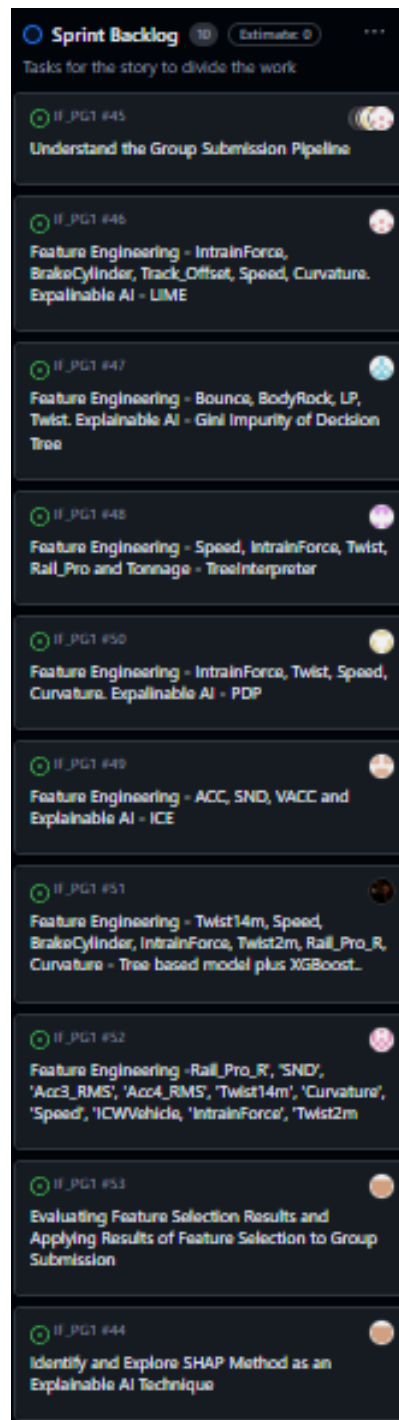 Sprint Backlog 10 Estimate: 0 ...
Tasks for the story to divide the work
IF_PG1 #45
Understand the Group Submission Pipeline
IF_PG1 #46
Feature Engineering - IntrainForce,
BrakeCylinder, Track_Offset, Speed, Curvature.
Expalinable AI - LIME
IF_PG1 #47
Feature Engineering - Bounce, BodyRock, LP,
Twist. Explainable AI - Gini Impurity of Decision
Tree
IF_PG1 #48
Feature Engineering - Speed, IntrainForce, Twist,
Rail_Pro and Tonnage - TreeInterpreter
IF_PG1 #50
Feature Engineering - IntrainForce, Twist, Speed,
Curvature. Expalinable AI - PDP
IF_PG1 #49
Feature Engineering - ACC, SND, VACC and
Explainable AI - ICE
IF_PG1 #51
Feature Engineering - Twist14m, Speed,
BrakeCylinder, IntrainForce, Twist2m, Rail_Pro_R,
Curvature - Tree based model plus XGBoost..
IF_PG1 #52
Feature Engineering -Rail_Pro_R', 'SND',
'Acc3_RMS', 'Acc4_RMS', 'Twist14m', 'Curvature',
'Speed', 'ICWVehicle, 'IntrainForce', 'Twist2m
IF_PG1 #53
Evaluating Feature Selection Results and
Applying Results of Feature Selection to Group
Submission
IF_PG1 #44
Identify and Explore SHAP Method as an
Explainable AI Technique